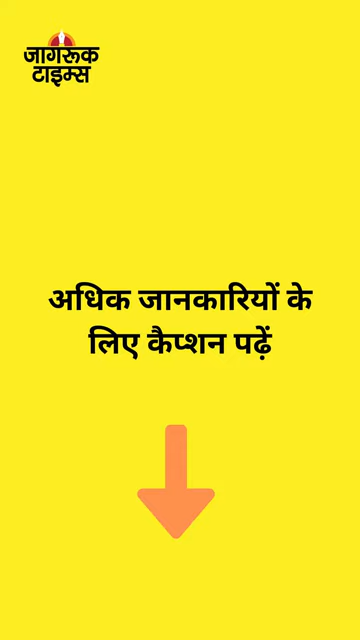 जागरूक
टाइम्स
अधिक जानकारियों के
लिए कैप्शन पढ़ें